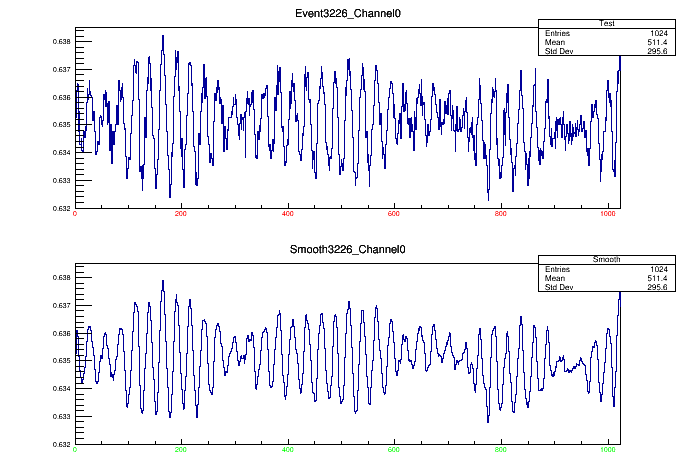 Event3226_Channel0
Test
Entries 1024
Mean 511.4
Std Dev 295.6
0.638
0.637
0.636
0.635
0.634
0.633
0.632
0 200 400 600 800 1000
Smooth3226_Channel0
Smooth
Entries 1024
Mean 511.4
Std Dev 295.6
0.638
0.637
0.636
0.635
0.634
0.633
0.632
0 200 400 600 800 1000